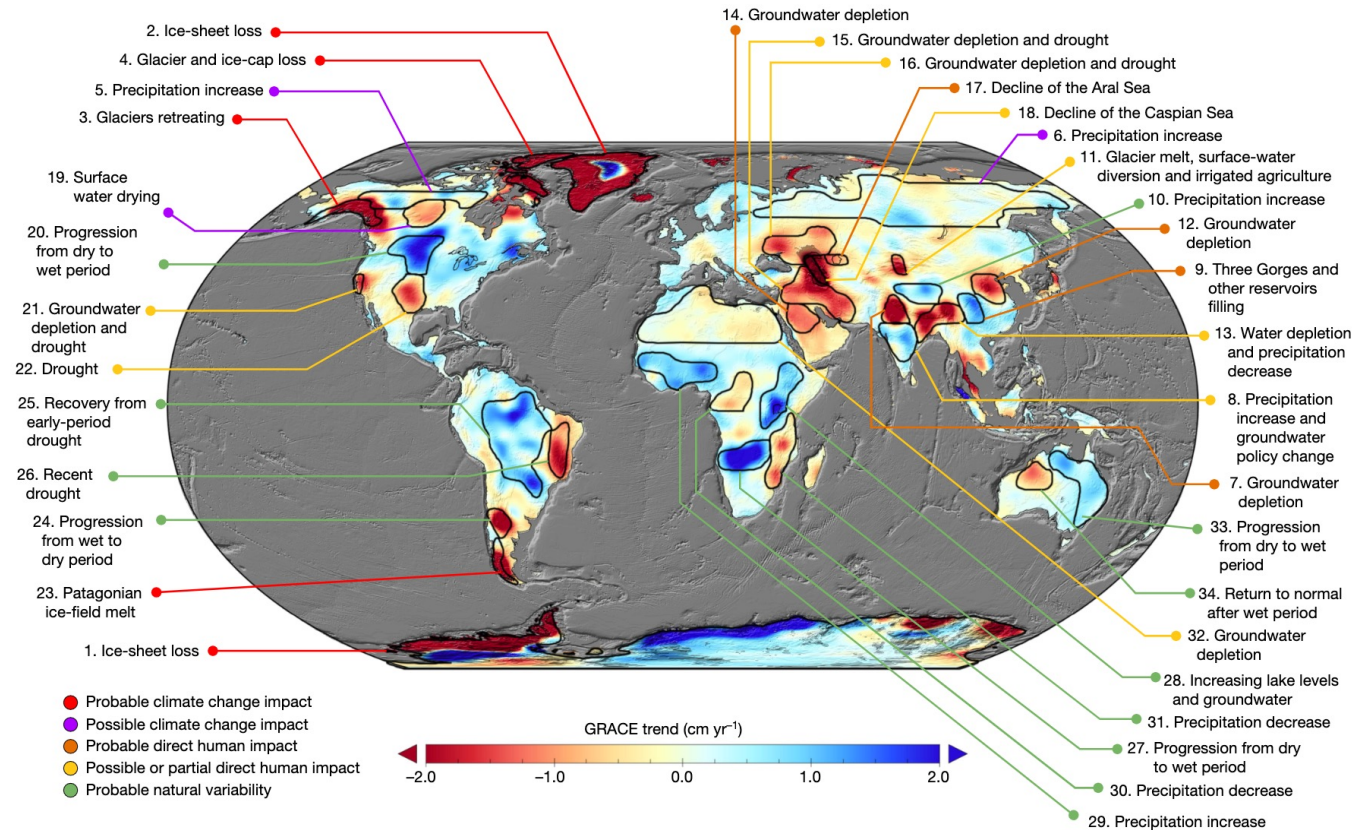 2. Ice-sheet loss
4. Glacier and ice-cap loss
5. Precipitation increase
3. Glaciers retreating
19. Surface
water drying
20. Progression
from dry to
wet period
21. Groundwater
depletion and
drought
22. Drought
25. Recovery from
early-period
drought
26. Recent
drought
24. Progression
from wet to
dry period
23. Patagonian
ice-field melt
1. Ice-sheet loss
14. Groundwater depletion
15. Groundwater depletion and drought
16. Groundwater depletion and drought
17. Decline of the Aral Sea
18. Decline of the Caspian Sea
6. Precipitation increase
11. Glacier melt, surface-water
diversion and irrigated agriculture
10. Precipitation increase
12. Groundwater
depletion
9. Three Gorges and
other reservoirs
filling
13. Water depletion
and precipitation
decrease
8. Precipitation
increase and
groundwater
policy change
7. Groundwater
depletion
33. Progression
from dry to wet
period
34. Return to normal
after wet period
32. Groundwater
depletion
28. Increasing lake levels
and groundwater
31. Precipitation decrease
27. Progression from dry
to wet period
30. Precipitation decrease
29. Precipitation increase
Probable climate change impact
Possible climate change impact
Probable direct human impact
Possible or partial direct human impact
Probable natural variability
GRACE trend (cm yr⁻¹)
−2.0 −1.0 0.0 1.0 2.0